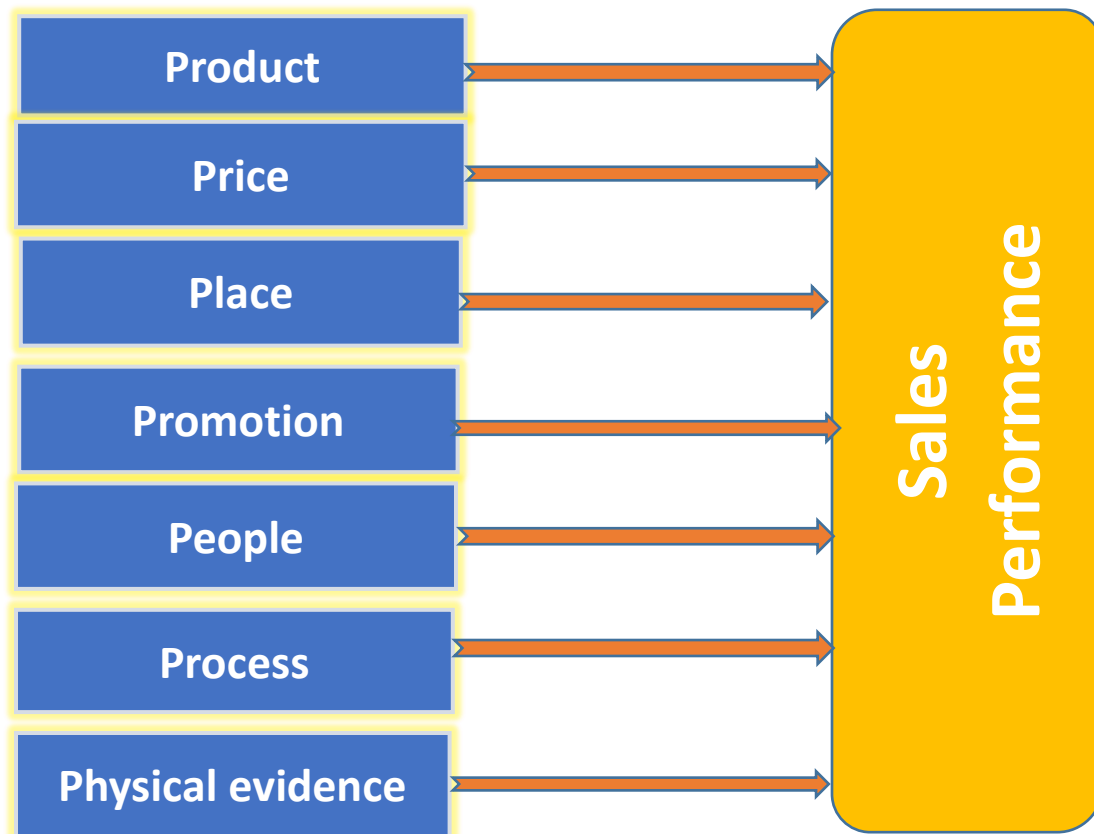 Product
Price
Place
Promotion
People
Process
Physical evidence
Sales
Performance